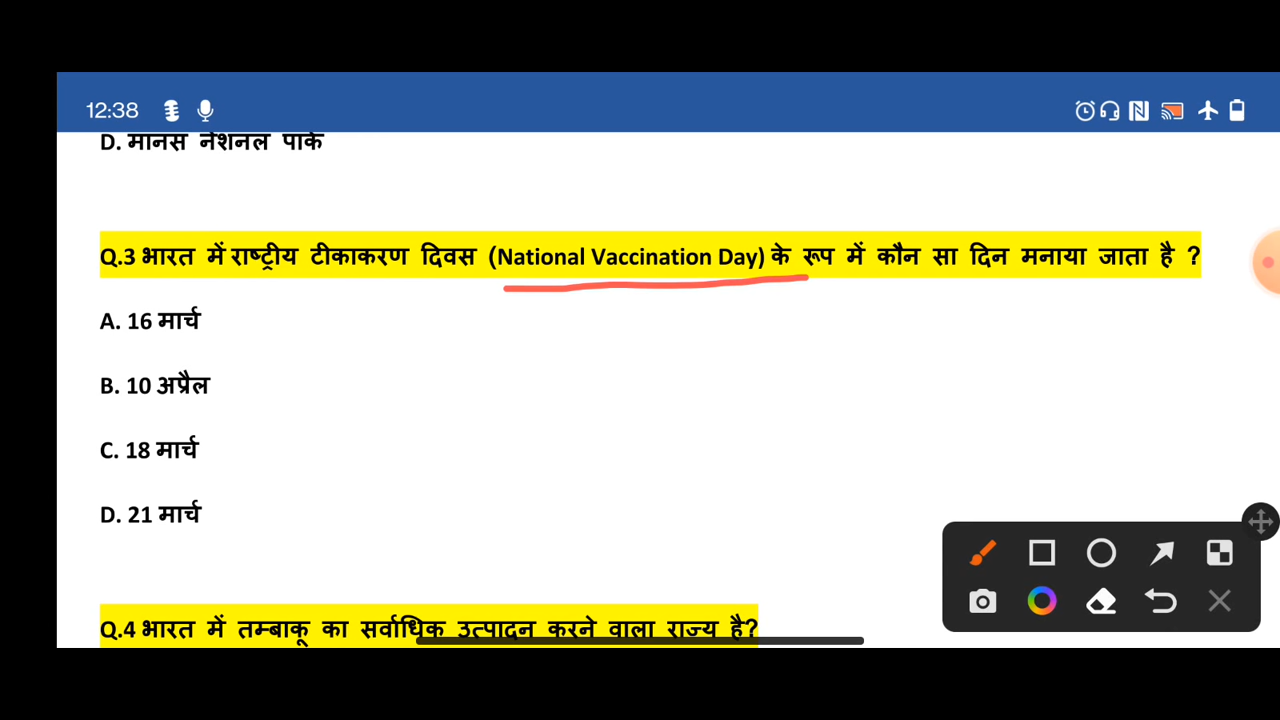 12:38
D. मानस नेशनल पार्क
Q.3 भारत में राष्ट्रीय टीकाकरण दिवस (National Vaccination Day) के रूप में कौन सा दिन मनाया जाता है ?
A. 16 मार्च
B. 10 अप्रैल
C. 18 मार्च
D. 21 मार्च
Q.4 भारत में तम्बाकू का सर्वाधिक उत्पादन करने वाला राज्य है?